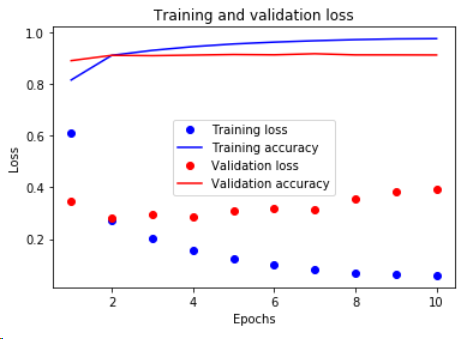 Training and validation loss
1.0
0.8
0.6
0.4
0.2
Loss
Training loss
Training accuracy
Validation loss
Validation accuracy
2 4 6 8 10
Epochs